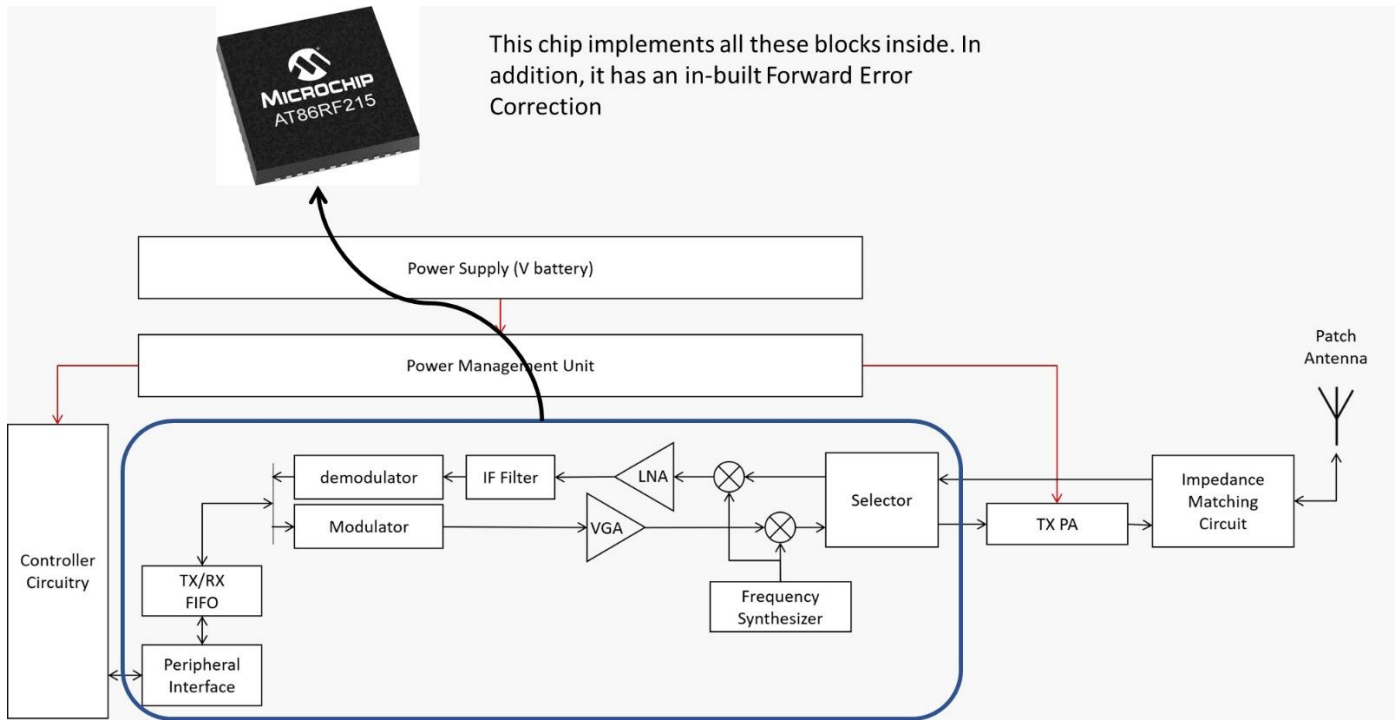 This chip implements all these blocks inside. In
addition, it has an in-built Forward Error
Correction
MICROCHIP
AT86RF215
Power Supply (V battery)
Power Management Unit
Patch
Antenna
demodulator
IF Filter
LNA
Selector
Impedance
Matching
Circuit
Modulator
VGA
TX PA
Controller
Circuitry
TX/RX
FIFO
Frequency
Synthesizer
Peripheral
Interface